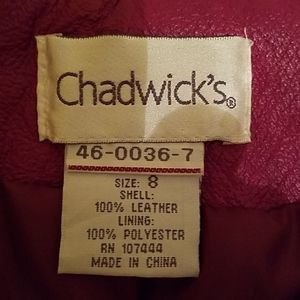 Chadwick's®
46-0036-7
SIZE: 8
SHELL:
100% LEATHER
LINING:
100% POLYESTER
RN 107444
MADE IN CHINA